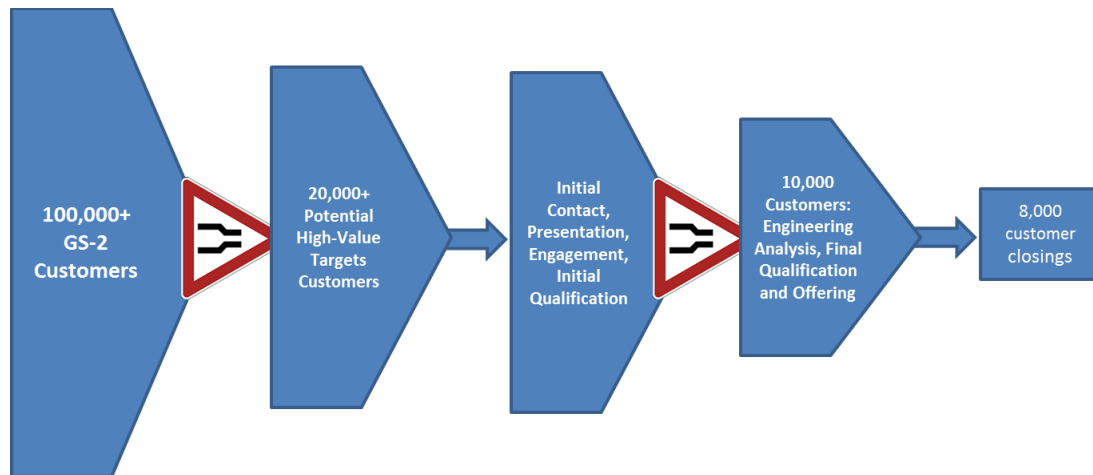 100,000+
GS-2
Customers
20,000+
Potential
High-Value
Targets
Customers
Initial
Contact,
Presentation,
Engagement,
Initial
Qualification
10,000
Customers:
Engineering
Analysis, Final
Qualification
and Offering
8,000
customer
closings